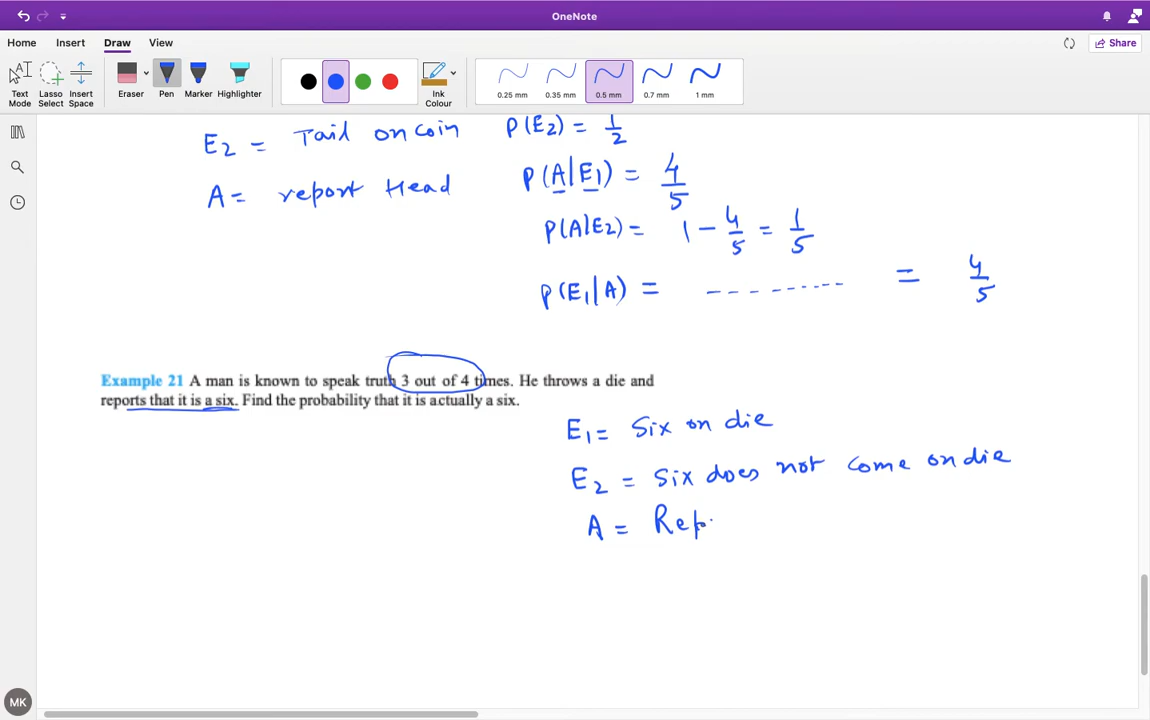 OneNote
Home Insert Draw View
Share
Text Mode
Lasso Select
Insert Space
Eraser
Pen
Marker
Highlighter
Ink Colour
0.25 mm
0.35 mm
0.5 mm
0.7 mm
1 mm
E2 = Tail on coin P(E2) = 1/2
A = report Head P(A|E1) = 4/5
P(A|E2) = 1 - 4/5 = 1/5
P(E1|A) = --------- = 4/5
Example 21 A man is known to speak truth 3 out of 4 times. He throws a die and
reports that it is a six. Find the probability that it is actually a six.
E1 = Six on die
E2 = Six does not come on die
A = Rep
MK